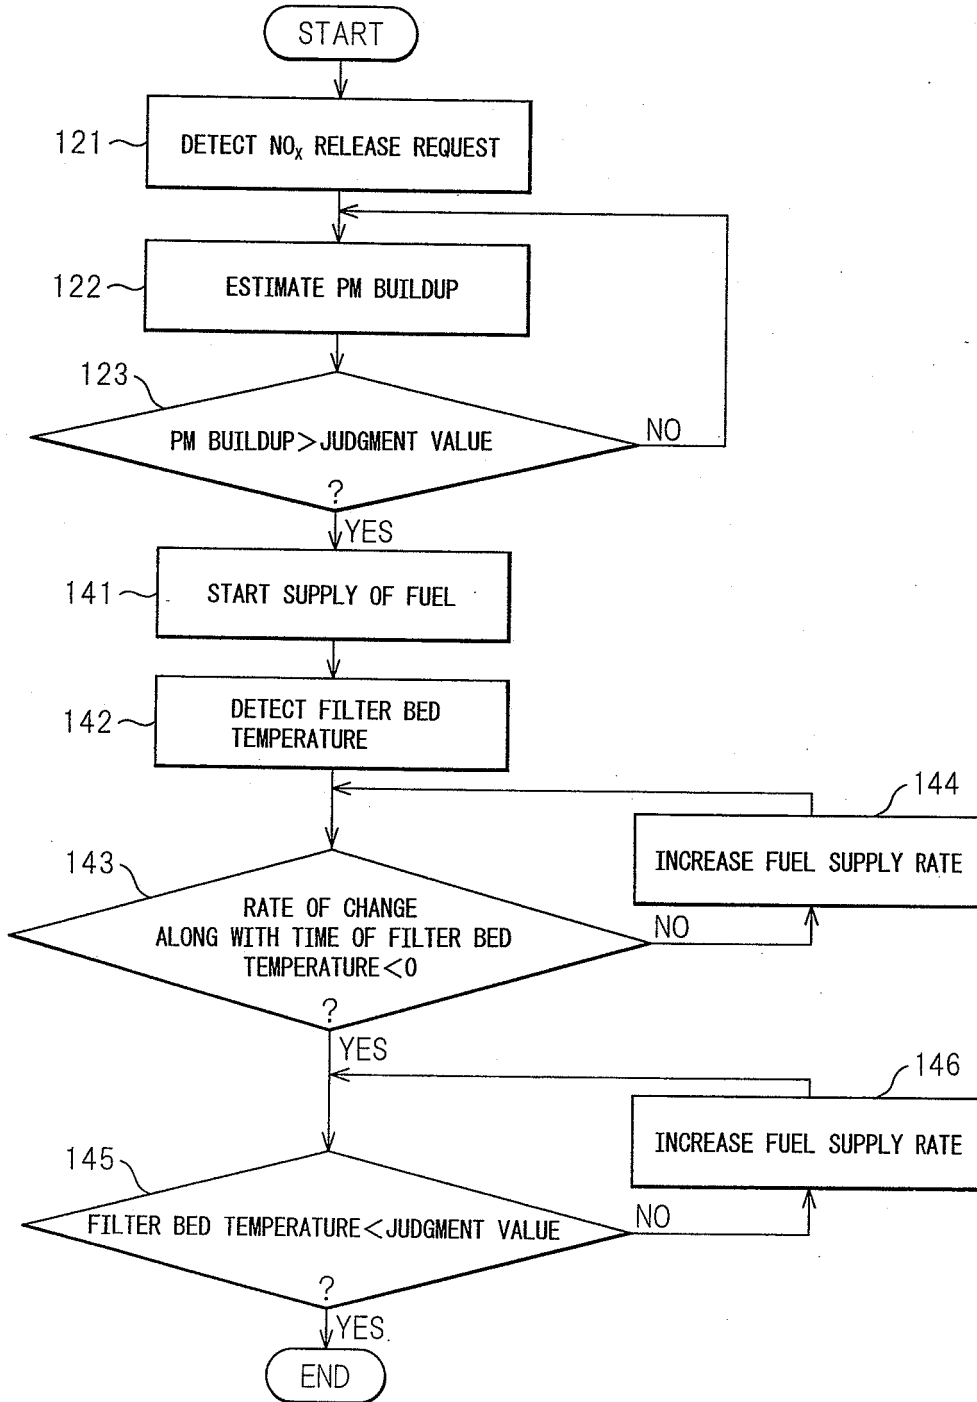 START
121
DETECT NOₓ RELEASE REQUEST
122
ESTIMATE PM BUILDUP
123
PM BUILDUP>JUDGMENT VALUE
?
NO
YES
141
START SUPPLY OF FUEL
142
DETECT FILTER BED
TEMPERATURE
144
INCREASE FUEL SUPPLY RATE
143
RATE OF CHANGE
ALONG WITH TIME OF FILTER BED
TEMPERATURE<0
?
NO
YES
146
INCREASE FUEL SUPPLY RATE
145
FILTER BED TEMPERATURE<JUDGMENT VALUE
?
NO
YES
END